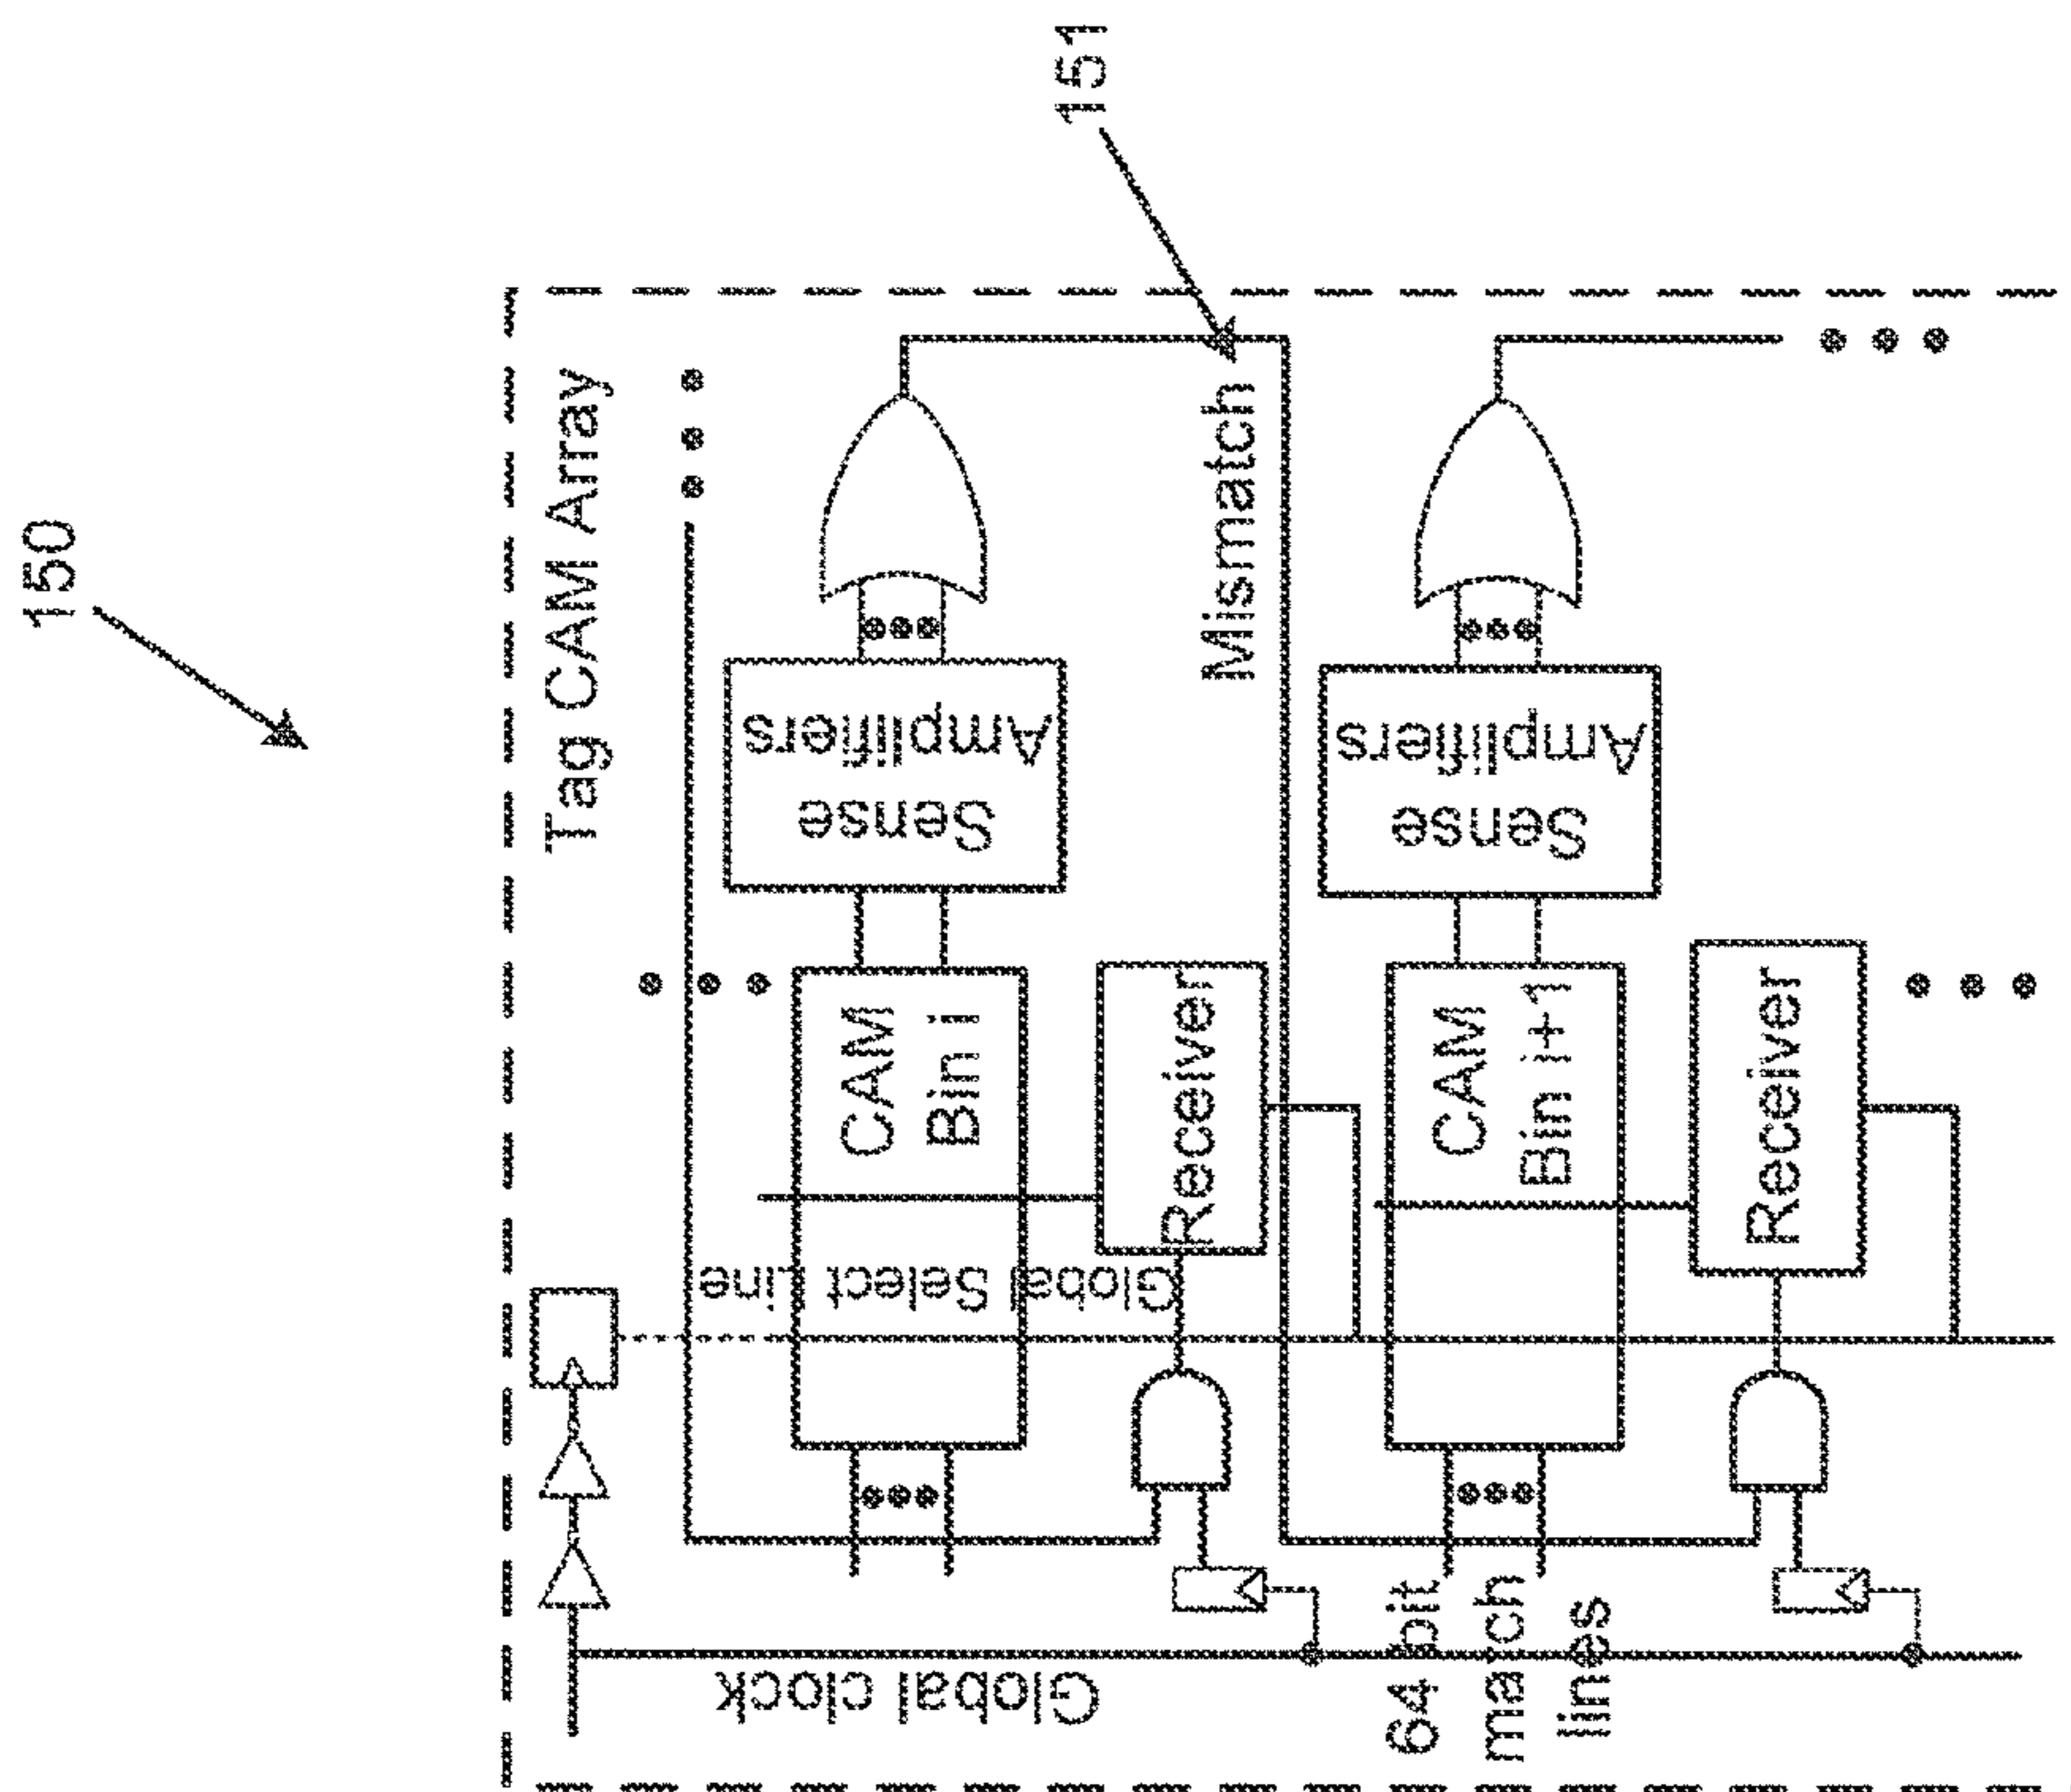 150
151
Tag CAM Array
Global clock
Global Select Line
CAM
Bin i
Sense
Amplifiers
Receiver
Mismatch
64 bit
match
lines
CAM
Bin i+1
Sense
Amplifiers
Receiver